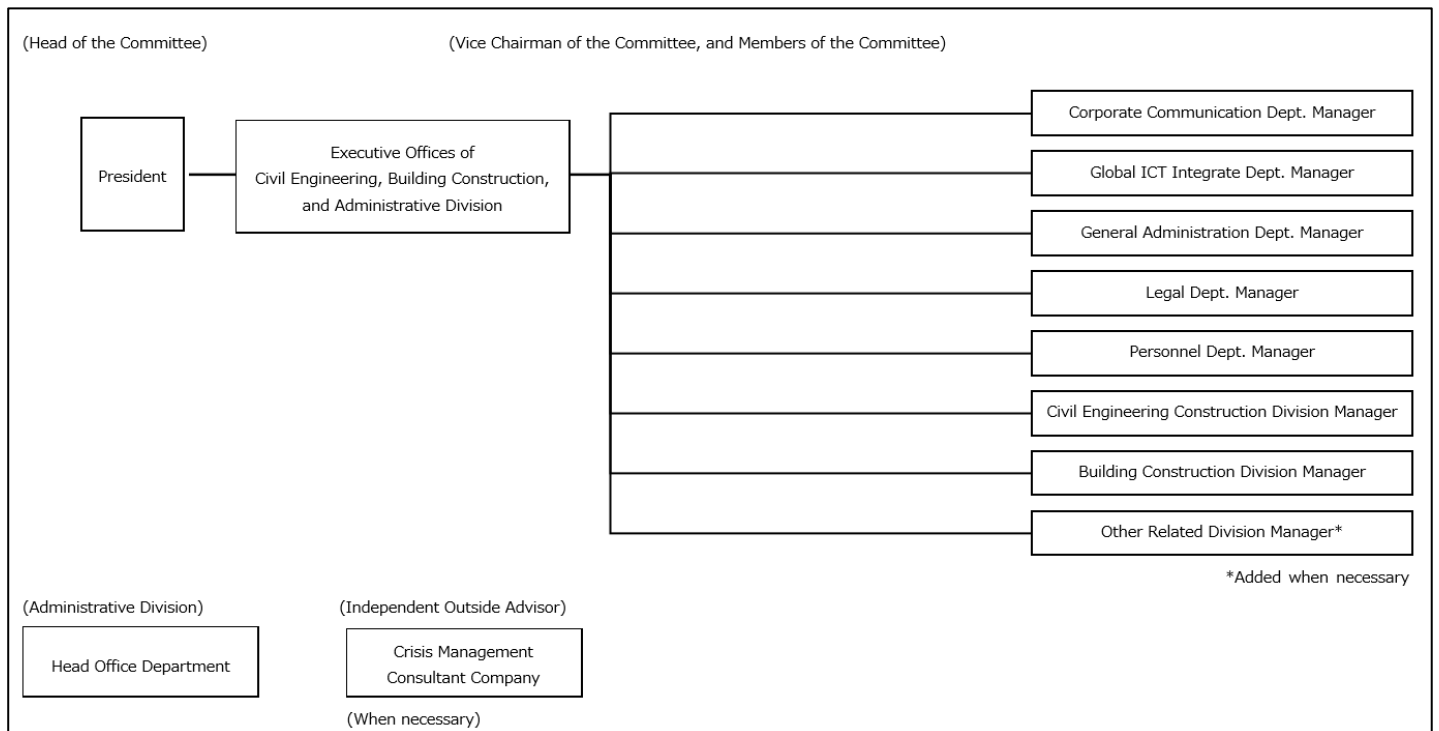 (Head of the Committee)
(Vice Chairman of the Committee, and Members of the Committee)
President
Executive Offices of
Civil Engineering, Building Construction,
and Administrative Division
Corporate Communication Dept. Manager
Global ICT Integrate Dept. Manager
General Administration Dept. Manager
Legal Dept. Manager
Personnel Dept. Manager
Civil Engineering Construction Division Manager
Building Construction Division Manager
Other Related Division Manager*
*Added when necessary
(Administrative Division)
Head Office Department
(Independent Outside Advisor)
Crisis Management
Consultant Company
(When necessary)